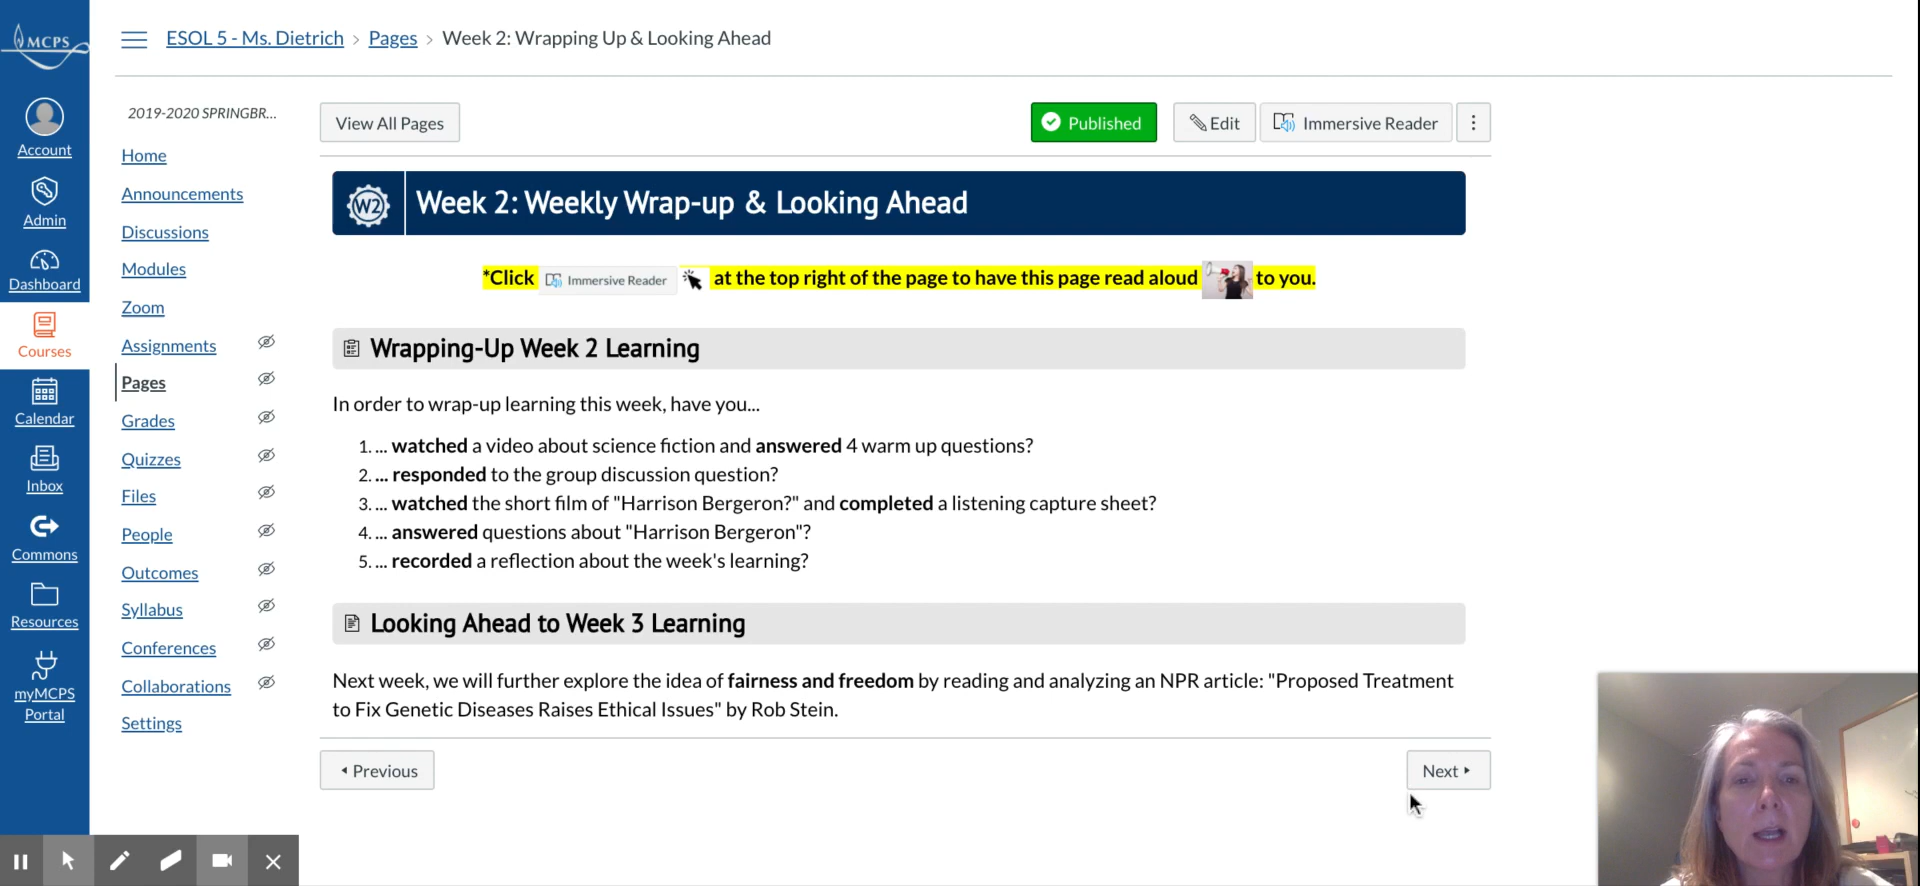 MCPS
ESOL 5 - Ms. Dietrich > Pages > Week 2: Wrapping Up & Looking Ahead
Account
Admin
Dashboard
Courses
Calendar
Inbox
Commons
Resources
myMCPS
Portal
2019-2020 SPRINGBR...
Home
Announcements
Discussions
Modules
Zoom
Assignments
Pages
Grades
Quizzes
Files
People
Outcomes
Syllabus
Conferences
Collaborations
Settings
View All Pages
Published
Edit
Immersive Reader
W2
Week 2: Weekly Wrap-up & Looking Ahead
*Click Immersive Reader at the top right of the page to have this page read aloud to you.
Wrapping-Up Week 2 Learning
In order to wrap-up learning this week, have you...
1. ... watched a video about science fiction and answered 4 warm up questions?
2. ... responded to the group discussion question?
3. ... watched the short film of "Harrison Bergeron?" and completed a listening capture sheet?
4. ... answered questions about "Harrison Bergeron"?
5. ... recorded a reflection about the week's learning?
Looking Ahead to Week 3 Learning
Next week, we will further explore the idea of fairness and freedom by reading and analyzing an NPR article: "Proposed Treatment
to Fix Genetic Diseases Raises Ethical Issues" by Rob Stein.
Previous
Next